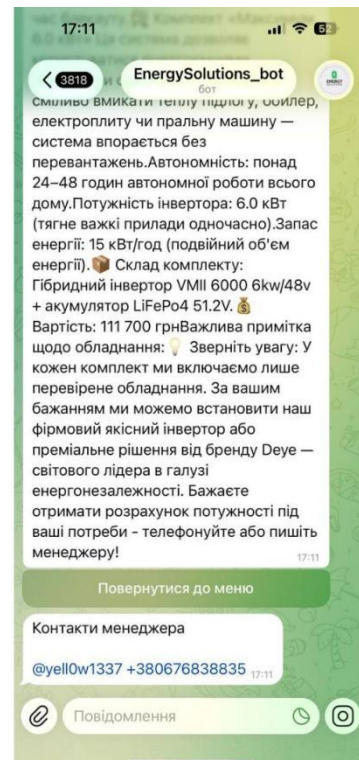 17:11
52
3818
EnergySolutions_bot
бот
сміливо вмикати теплу підлогу, бойлер,
електроплиту чи пральну машину —
система впорається без
перевантажень.Автономність: понад
24–48 годин автономної роботи всього
дому.Потужність інвертора: 6.0 кВт
(тягне важкі прилади одночасно).Запас
енергії: 15 кВт/год (подвійний об'єм
енергії).📦 Склад комплекту:
Гібридний інвертор VMII 6000 6kw/48v
+ акумулятор LiFePo4 51.2V. 💰
Вартість: 111 700 грнВажлива примітка
щодо обладнання: 💡 Зверніть увагу: У
кожен комплект ми включаємо лише
перевірене обладнання. За вашим
бажанням ми можемо встановити наш
фірмовий якісний інвертор або
преміальне рішення від бренду Deye —
світового лідера в галузі
енергонезалежності. Бажаєте
отримати розрахунок потужності під
ваші потреби - телефонуйте або пишіть
менеджеру!
17:11
Повернутися до меню
Контакти менеджера
@yell0w1337 +380676838835 17:11
Повідомлення